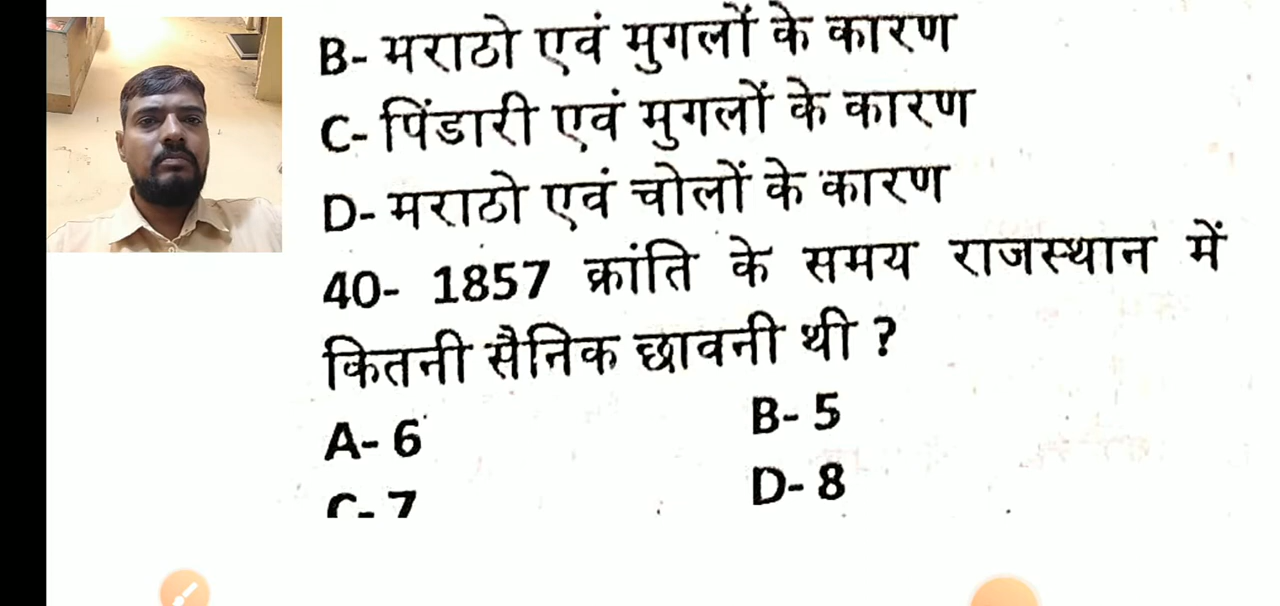 B- मराठो एवं मुगलों के कारण
C- पिंडारी एवं मुगलों के कारण
D- मराठो एवं चोलों के कारण
40- 1857 क्रांति के समय राजस्थान में
कितनी सैनिक छावनी थी ?
A- 6 B- 5
C- 7 D- 8